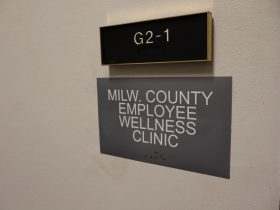 G2-1
MILW. COUNTY
EMPLOYEE
WELLNESS
CLINIC